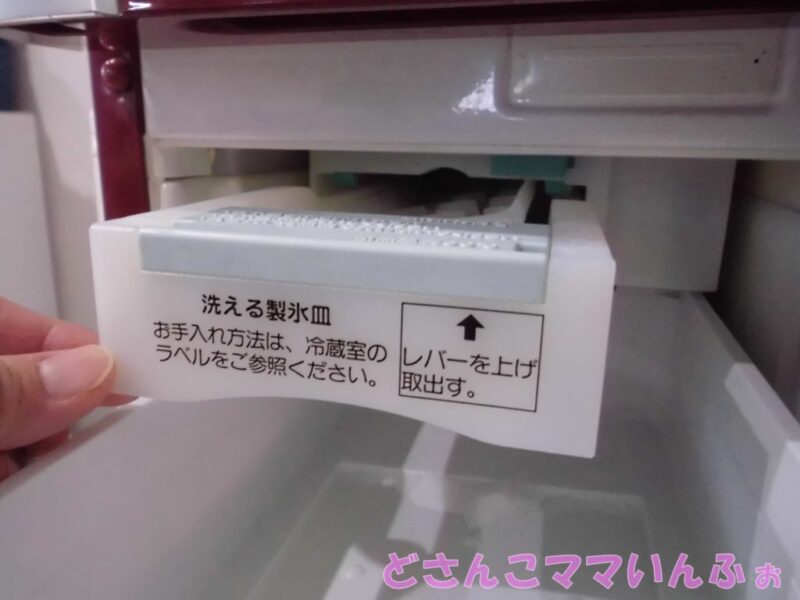 洗える製氷皿
お手入れ方法は、冷蔵室の
ラベルをご参照ください。
レバーを上げ
取出す。
どさんこママいんふぉ